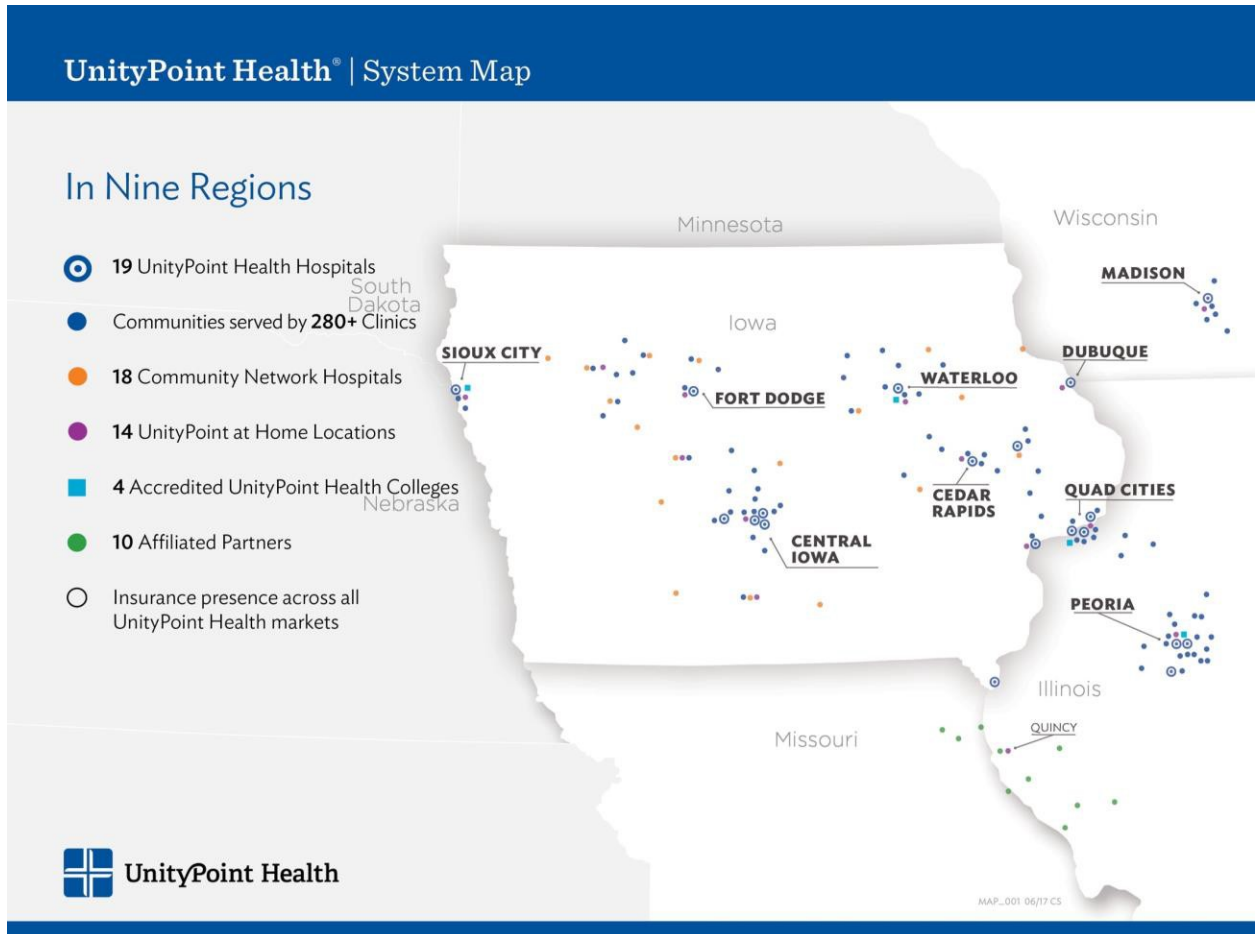 UnityPoint Health® | System Map
In Nine Regions
19 UnityPoint Health Hospitals
Communities served by 280+ Clinics
18 Community Network Hospitals
14 UnityPoint at Home Locations
4 Accredited UnityPoint Health Colleges
10 Affiliated Partners
Insurance presence across all
UnityPoint Health markets
South
Dakota
Nebraska
Minnesota
Wisconsin
Iowa
MADISON
SIOUX CITY
DUBUQUE
FORT DODGE
WATERLOO
CEDAR
RAPIDS
QUAD CITIES
CENTRAL
IOWA
PEORIA
Illinois
Missouri
QUINCY
UnityPoint Health
MAP_001 06/17 CS